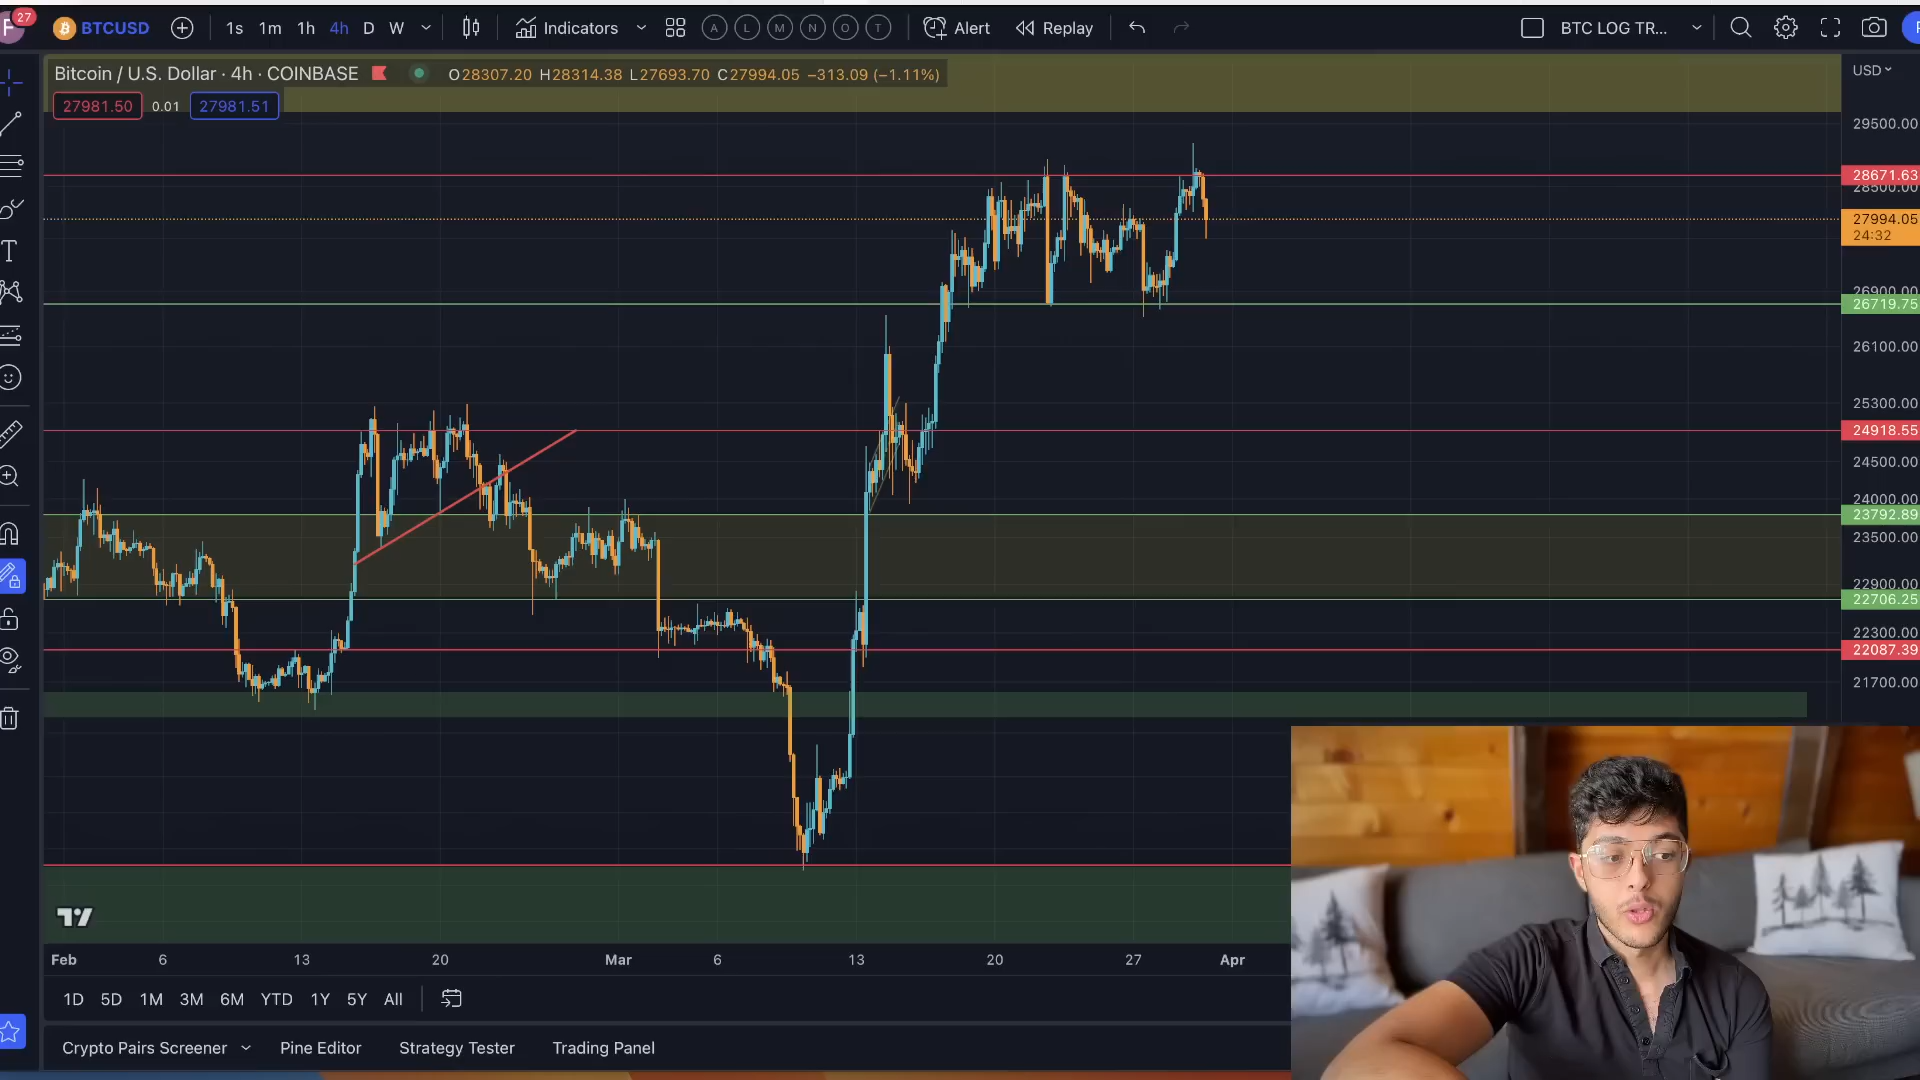 27
BTCUSD 1s 1m 1h 4h D W Indicators A L M N O T Alert Replay BTC LOG TR...
Bitcoin / U.S. Dollar · 4h · COINBASE O28307.20 H28314.38 L27693.70 C27994.05 −313.09 (−1.11%)
USD
27981.50 0.01 27981.51
29500.00
28671.63
28500.00
27994.05
24:32
26900.00
26719.75
26100.00
25300.00
24918.55
24500.00
24000.00
23792.89
23500.00
22900.00
22706.25
22300.00
22087.39
21700.00
Feb 6 13 20 Mar 6 13 20 27 Apr
1D 5D 1M 3M 6M YTD 1Y 5Y All
Crypto Pairs Screener Pine Editor Strategy Tester Trading Panel